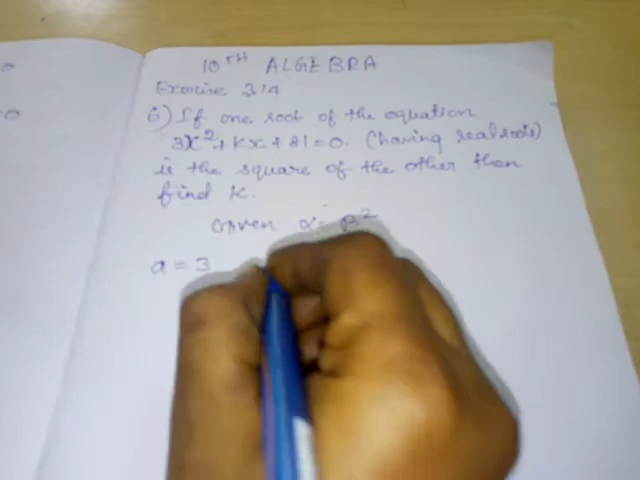 10TH ALGEBRA
Exercise 3.14
6) If one root of the equation
3x²+kx+81=0. (having real roots)
is the square of the other then
find k.
Given α = β²
a = 3